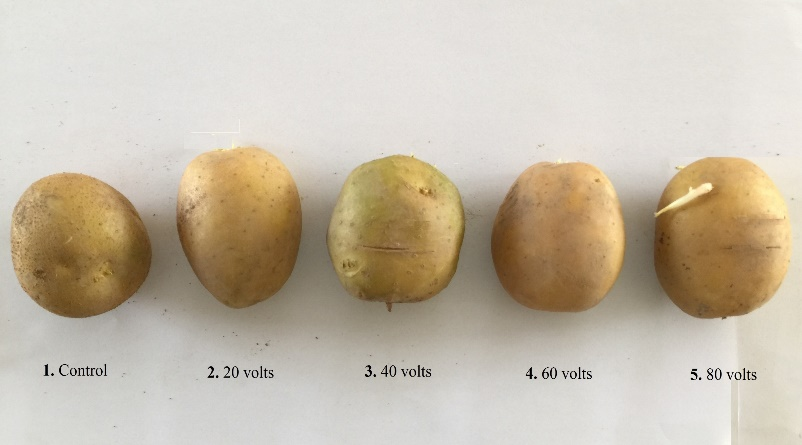 1. Control
2. 20 volts
3. 40 volts
4. 60 volts
5. 80 volts